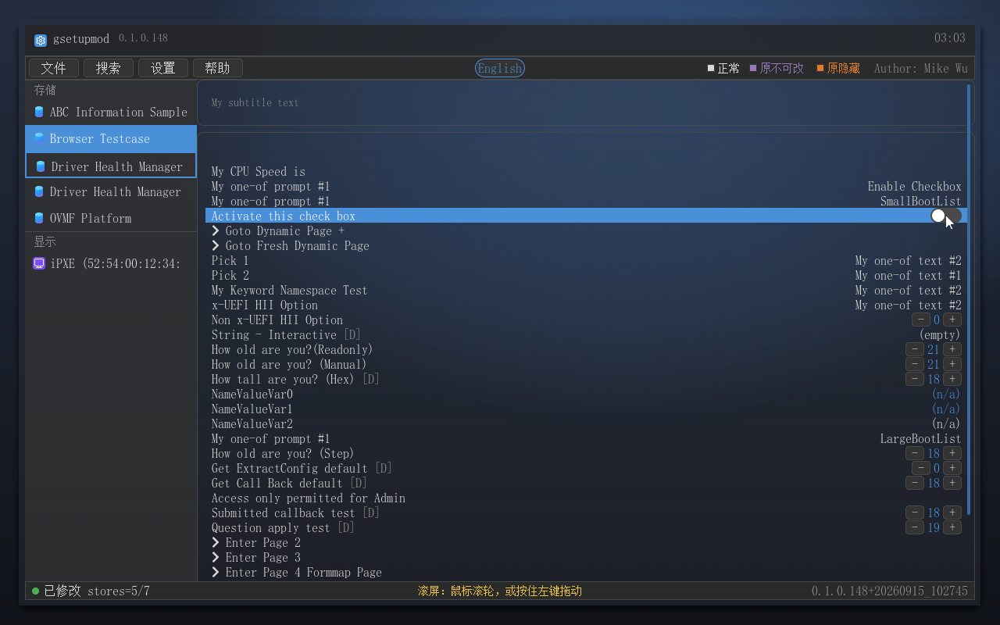 gsetupmod 0.1.0.148 03:03
文件 搜索 设置 帮助 English 正常 原不可改 原隐藏 Author: Mike Wu
存储
ABC Information Sample
Browser Testcase
Driver Health Manager
Driver Health Manager
OVMF Platform
显示
iPXE (52:54:00:12:34:
My subtitle text
My CPU Speed is
My one-of prompt #1 Enable Checkbox
My one-of prompt #1 SmallBootList
Activate this check box
Goto Dynamic Page +
Goto Fresh Dynamic Page
Pick 1 My one-of text #2
Pick 2 My one-of text #1
My Keyword Namespace Test My one-of text #2
x-UEFI HII Option My one-of text #2
Non x-UEFI HII Option - 0 +
String - Interactive [D] (empty)
How old are you?(Readonly) - 21 +
How old are you? (Manual) - 21 +
How tall are you? (Hex) [D] - 18 +
NameValueVar0 (n/a)
NameValueVar1 (n/a)
NameValueVar2 (n/a)
My one-of prompt #1 LargeBootList
How old are you? (Step) - 18 +
Get ExtractConfig default [D] - 0 +
Get Call Back default [D] - 18 +
Access only permitted for Admin
Submitted callback test [D] - 18 +
Question apply test [D] - 19 +
Enter Page 2
Enter Page 3
Enter Page 4 Formmap Page
已修改 stores=5/7 滚屏: 鼠标滚轮, 或按住左键拖动 0.1.0.148+20260915_102745